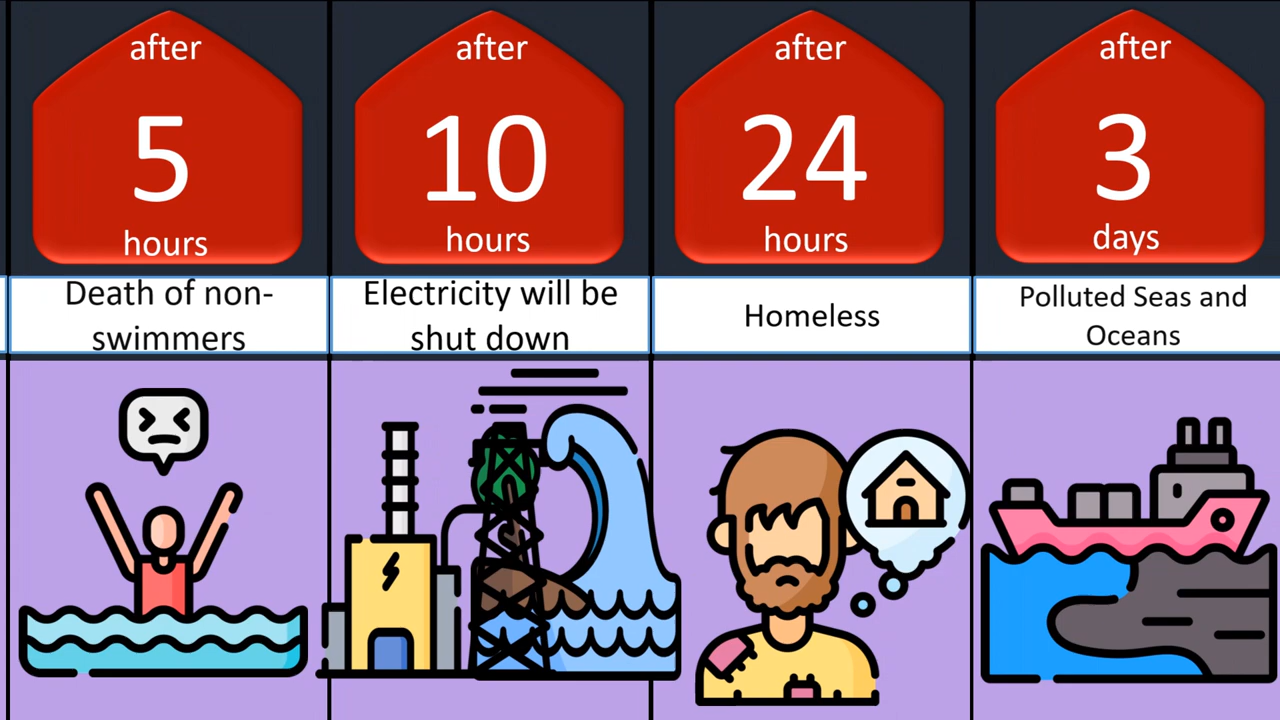 after
5
hours
Death of non-
swimmers
after
10
hours
Electricity will be
shut down
after
24
hours
Homeless
after
3
days
Polluted Seas and
Oceans